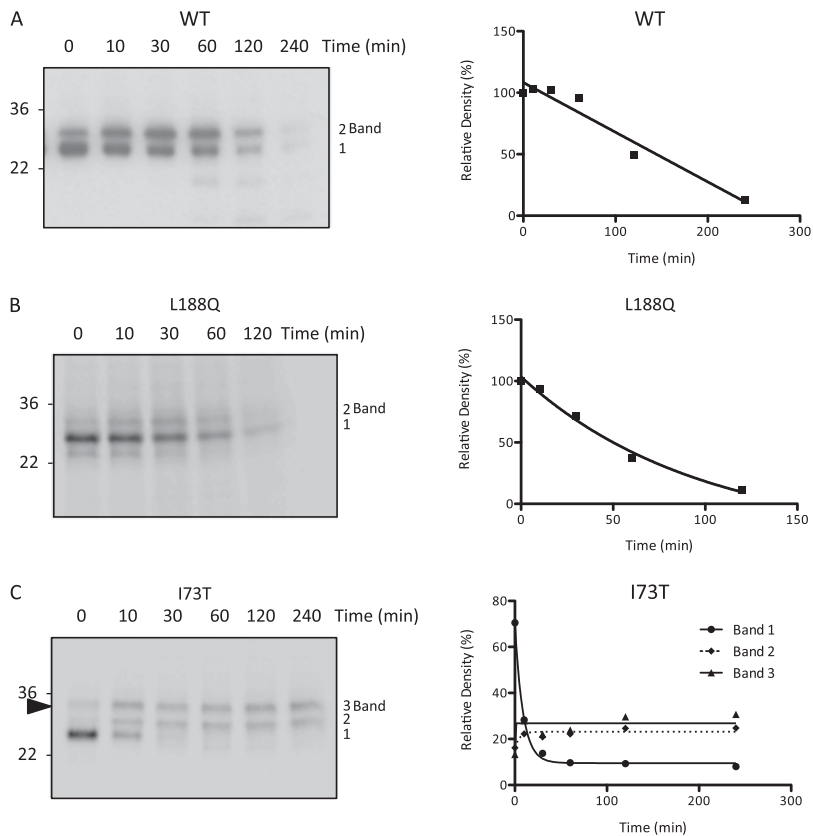 A
WT
0 10 30 60 120 240 Time (min)
36
22
2 Band
1
WT
150
100
50
0
0 100 200 300
Relative Density (%)
Time (min)
B
L188Q
0 10 30 60 120 Time (min)
36
22
2 Band
1
L188Q
150
100
50
0
0 50 100 150
Relative Density (%)
Time (min)
C
I73T
0 10 30 60 120 240 Time (min)
36
22
3 Band
2
1
I73T
80
60
40
20
0
0 100 200 300
Relative Density (%)
Time (min)
Band 1
Band 2
Band 3